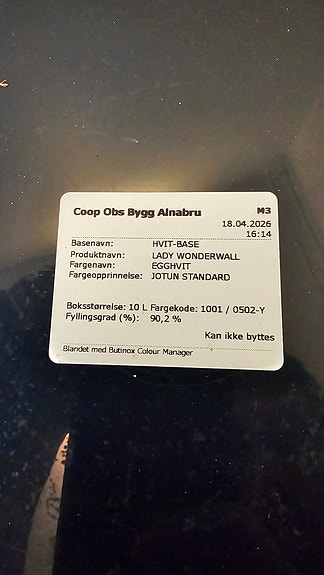 Coop Obs Bygg Alnabru M3
18.04.2026
16:14
Basenavn: HVIT-BASE
Produktnavn: LADY WONDERWALL
Fargenavn: EGGHVIT
Fargeopprinnelse: JOTUN STANDARD
Boksstørrelse: 10 L Fargekode: 1001 / 0502-Y
Fyllingsgrad (%): 90,2 %
Kan ikke byttes
Blandet med Butinox Colour Manager